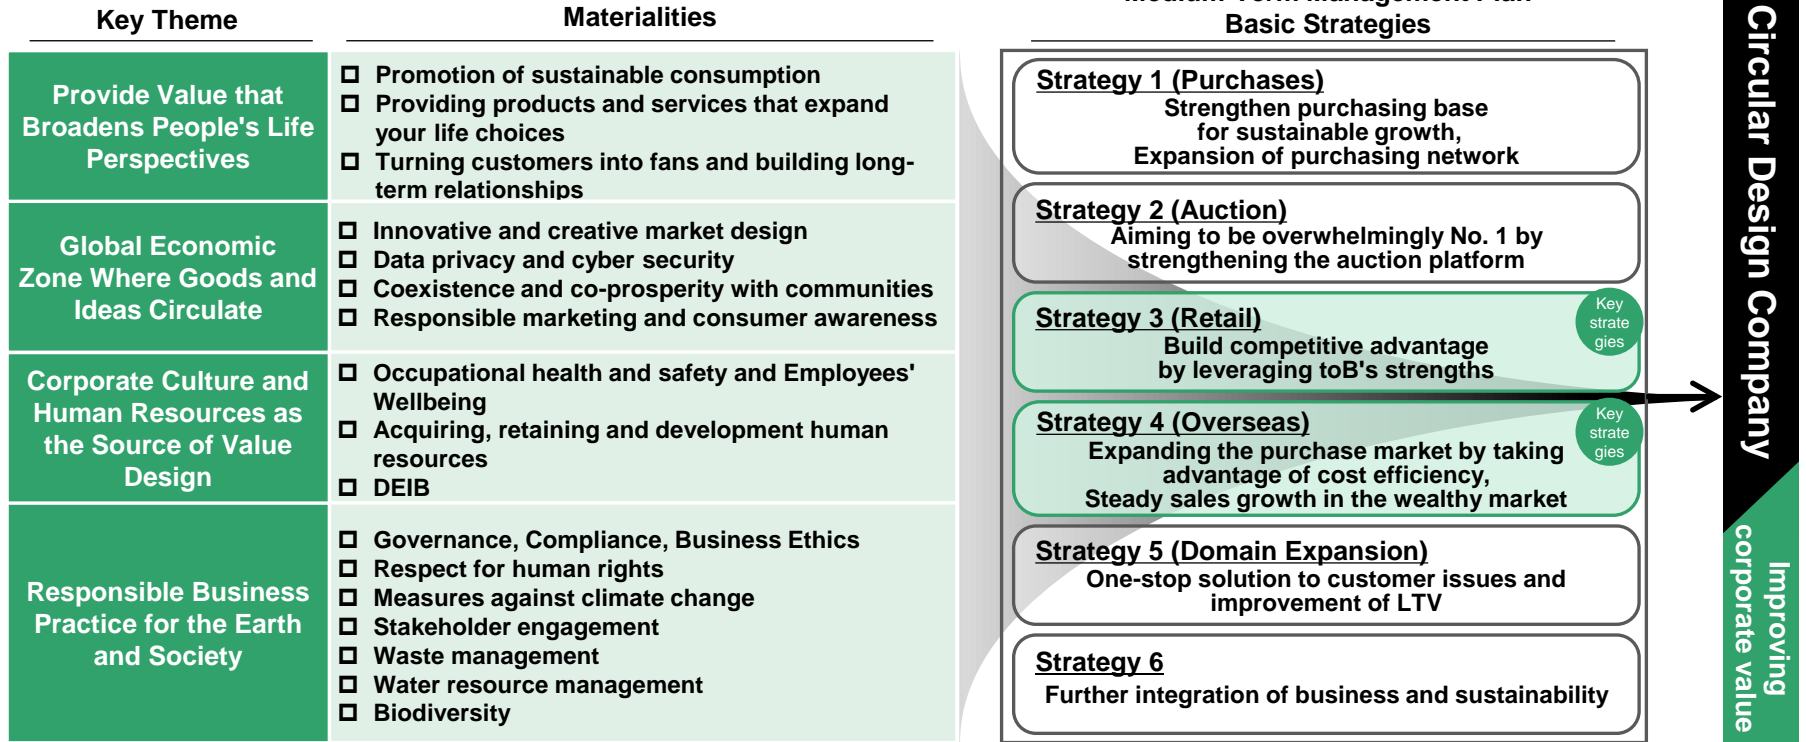 Key Theme
Materialities
Medium-Term Management Plan
Basic Strategies
Provide Value that
Broadens People's Life
Perspectives
Promotion of sustainable consumption
Providing products and services that expand
your life choices
Turning customers into fans and building long-
term relationships
Global Economic
Zone Where Goods and
Ideas Circulate
Innovative and creative market design
Data privacy and cyber security
Coexistence and co-prosperity with communities
Responsible marketing and consumer awareness
Corporate Culture and
Human Resources as
the Source of Value
Design
Occupational health and safety and Employees'
Wellbeing
Acquiring, retaining and development human
resources
DEIB
Responsible Business
Practice for the Earth
and Society
Governance, Compliance, Business Ethics
Respect for human rights
Measures against climate change
Stakeholder engagement
Waste management
Water resource management
Biodiversity
Strategy 1 (Purchases)
Strengthen purchasing base
for sustainable growth,
Expansion of purchasing network
Strategy 2 (Auction)
Aiming to be overwhelmingly No. 1 by
strengthening the auction platform
Strategy 3 (Retail)
Build competitive advantage
by leveraging toB's strengths
Key
strate
gies
Strategy 4 (Overseas)
Expanding the purchase market by taking
advantage of cost efficiency,
Steady sales growth in the wealthy market
Key
strate
gies
Strategy 5 (Domain Expansion)
One-stop solution to customer issues and
improvement of LTV
Strategy 6
Further integration of business and sustainability
Circular Design Company
Improving
corporate value